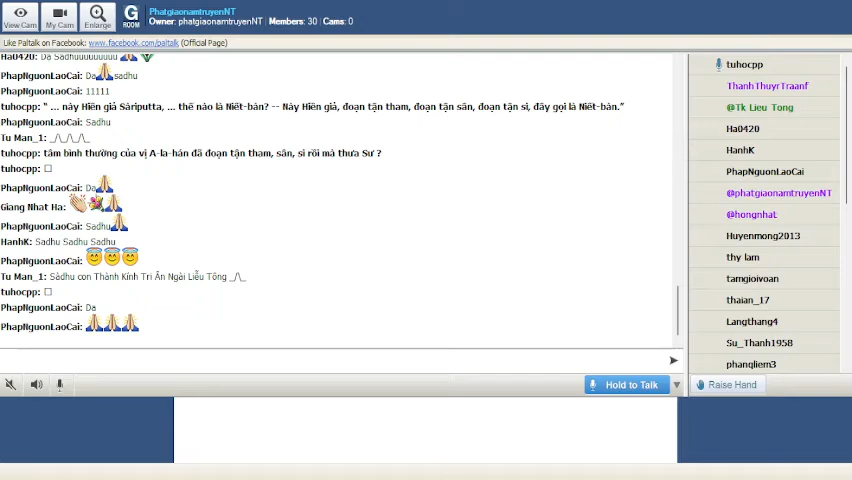 View Cam
My Cam
Enlarge
G
ROOM
PhatgiaonamtruyenNT
Owner: phatgiaonamtruyenNT | Members: 30 | Cams: 0
Like Paltalk on Facebook: www.facebook.com/paltalk (Official Page)
Ha0420: Dạ Sadhuuuuuuuuu
PhapNguonLaoCai: Dạ sadhu
PhapNguonLaoCai: 11111
tuhocpp: “ ... này Hiền giả Sàriputta, ... thế nào là Niết-bàn? -- Này Hiền giả, đoạn tận tham, đoạn tận sân, đoạn tận si, đây gọi là Niết-bàn.”
PhapNguonLaoCai: Sadhu
Tu Man_1: _/\_/\_/\_
tuhocpp: tâm bình thường của vị A-la-hán đã đoạn tận tham, sân, si rồi mà thưa Sư ?
tuhocpp: □
PhapNguonLaoCai: Dạ
Giang Nhat Ha:
PhapNguonLaoCai: Sadhu
HanhK: Sadhu Sadhu Sadhu
PhapNguonLaoCai:
Tu Man_1: Sàdhu con Thành Kính Tri Ân Ngài Liễu Tông _/\_
tuhocpp: □
PhapNguonLaoCai: Dạ
PhapNguonLaoCai:
Hold to Talk
tuhocpp
ThanhThuyrTraanf
@Tk Lieu Tong
Ha0420
HanhK
PhapNguonLaoCai
@phatgiaonamtruyenNT
@hongnhat
Huyenmong2013
thy lam
tamgioivoan
thaian_17
Langthang4
Su_Thanh1958
phanqliem3
Raise Hand